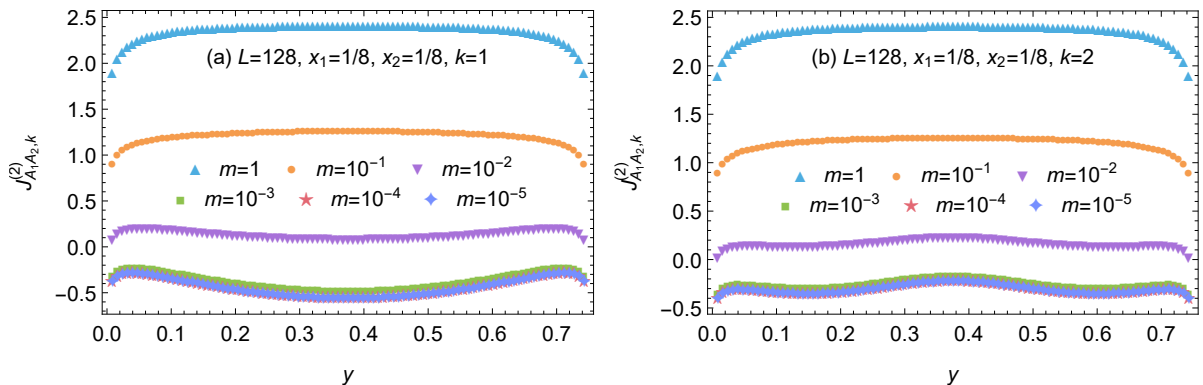 (a) L=128, x₁=1/8, x₂=1/8, k=1
J⁽²⁾_{A₁A₂,k}
2.5
2.0
1.5
1.0
0.5
0.0
−0.5
m=1 m=10⁻¹ m=10⁻²
m=10⁻³ m=10⁻⁴ m=10⁻⁵
0.0 0.1 0.2 0.3 0.4 0.5 0.6 0.7
y
(b) L=128, x₁=1/8, x₂=1/8, k=2
J⁽²⁾_{A₁A₂,k}
2.5
2.0
1.5
1.0
0.5
0.0
−0.5
m=1 m=10⁻¹ m=10⁻²
m=10⁻³ m=10⁻⁴ m=10⁻⁵
0.0 0.1 0.2 0.3 0.4 0.5 0.6 0.7
y